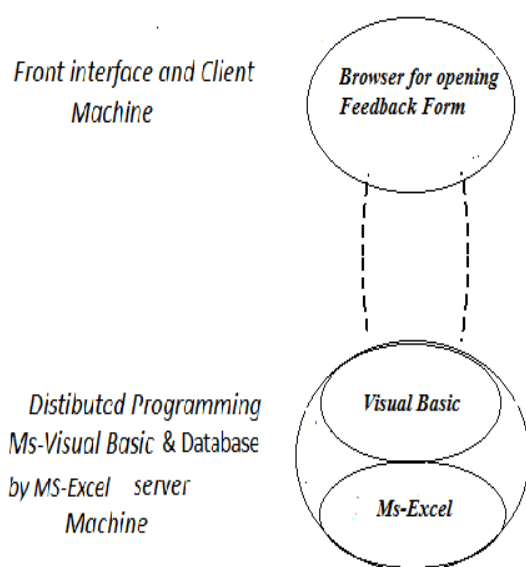 Front interface and Client
Machine
Browser for opening
Feedback Form
Distibuted Programming
Ms-Visual Basic & Database
by MS-Excel server
Machine
Visual Basic
Ms-Excel